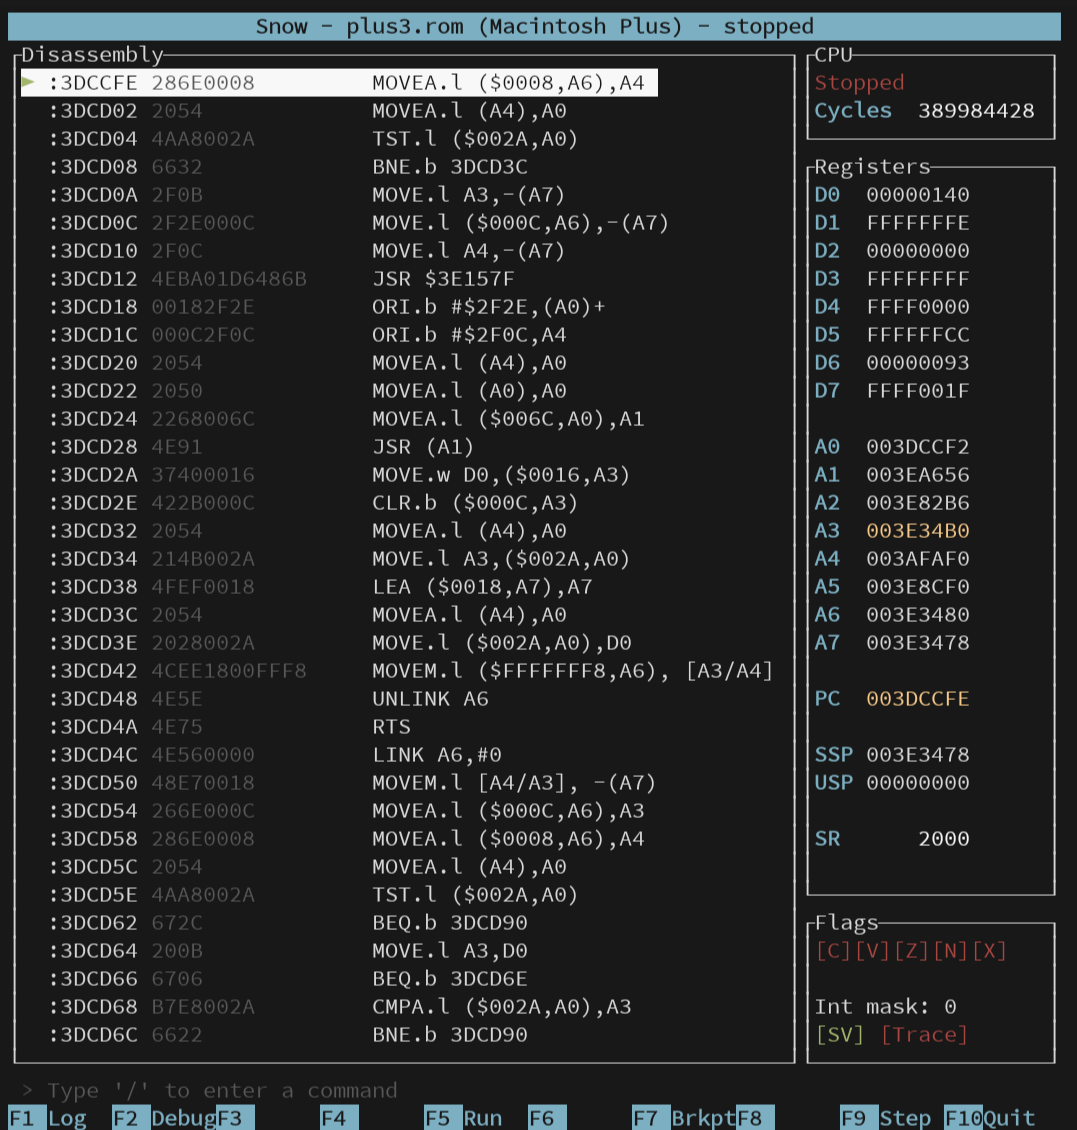 Snow - plus3.rom (Macintosh Plus) - stopped
Disassembly
:3DCCFE 286E0008 MOVEA.l ($0008,A6),A4
:3DCD02 2054 MOVEA.l (A4),A0
:3DCD04 4AA8002A TST.l ($002A,A0)
:3DCD08 6632 BNE.b 3DCD3C
:3DCD0A 2F0B MOVE.l A3,-(A7)
:3DCD0C 2F2E000C MOVE.l ($000C,A6),-(A7)
:3DCD10 2F0C MOVE.l A4,-(A7)
:3DCD12 4EBA01D6486B JSR $3E157F
:3DCD18 00182F2E ORI.b #$2F2E,(A0)+
:3DCD1C 000C2F0C ORI.b #$2F0C,A4
:3DCD20 2054 MOVEA.l (A4),A0
:3DCD22 2050 MOVEA.l (A0),A0
:3DCD24 2268006C MOVEA.l ($006C,A0),A1
:3DCD28 4E91 JSR (A1)
:3DCD2A 37400016 MOVE.w D0,($0016,A3)
:3DCD2E 422B000C CLR.b ($000C,A3)
:3DCD32 2054 MOVEA.l (A4),A0
:3DCD34 214B002A MOVE.l A3,($002A,A0)
:3DCD38 4FEF0018 LEA ($0018,A7),A7
:3DCD3C 2054 MOVEA.l (A4),A0
:3DCD3E 2028002A MOVE.l ($002A,A0),D0
:3DCD42 4CEE1800FFF8 MOVEM.l ($FFFFFFF8,A6), [A3/A4]
:3DCD48 4E5E UNLINK A6
:3DCD4A 4E75 RTS
:3DCD4C 4E560000 LINK A6,#0
:3DCD50 48E70018 MOVEM.l [A4/A3], -(A7)
:3DCD54 266E000C MOVEA.l ($000C,A6),A3
:3DCD58 286E0008 MOVEA.l ($0008,A6),A4
:3DCD5C 2054 MOVEA.l (A4),A0
:3DCD5E 4AA8002A TST.l ($002A,A0)
:3DCD62 672C BEQ.b 3DCD90
:3DCD64 200B MOVE.l A3,D0
:3DCD66 6706 BEQ.b 3DCD6E
:3DCD68 B7E8002A CMPA.l ($002A,A0),A3
:3DCD6C 6622 BNE.b 3DCD90
CPU
Stopped
Cycles 389984428
Registers
D0 00000140
D1 FFFFFFFE
D2 00000000
D3 FFFFFFFF
D4 FFFF0000
D5 FFFFFFCC
D6 00000093
D7 FFFF001F
A0 003DCCF2
A1 003EA656
A2 003E82B6
A3 003E34B0
A4 003AFAF0
A5 003E8CF0
A6 003E3480
A7 003E3478
PC 003DCCFE
SSP 003E3478
USP 00000000
SR 2000
Flags
[C][V][Z][N][X]
Int mask: 0
[SV] [Trace]
> Type '/' to enter a command
F1 Log F2 Debug F3 F4 F5 Run F6 F7 Brkpt F8 F9 Step F10 Quit